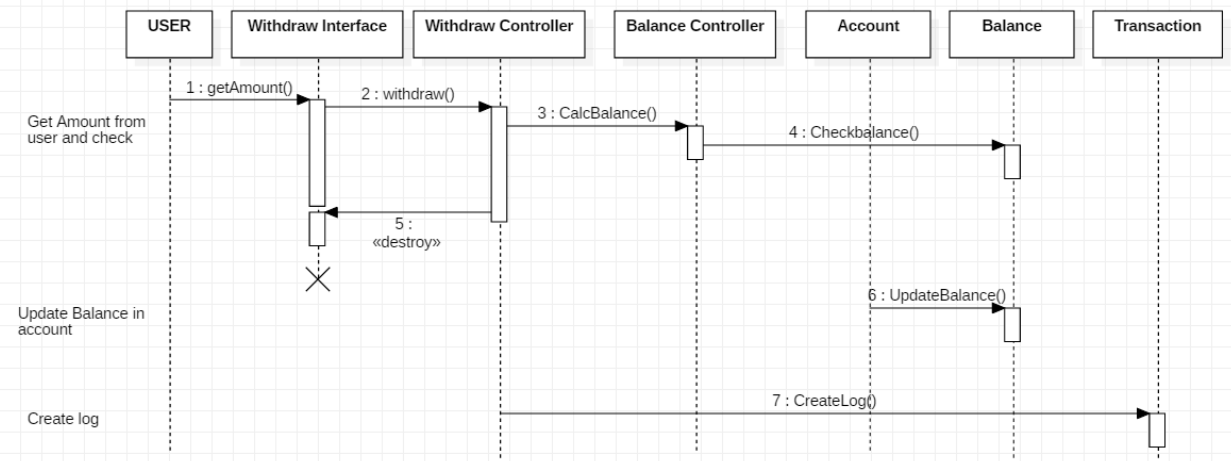 USER
Withdraw Interface
Withdraw Controller
Balance Controller
Account
Balance
Transaction
1 : getAmount()
2 : withdraw()
3 : CalcBalance()
4 : Checkbalance()
Get Amount from
user and check
5 :
«destroy»
6 : UpdateBalance()
Update Balance in
account
7 : CreateLog()
Create log